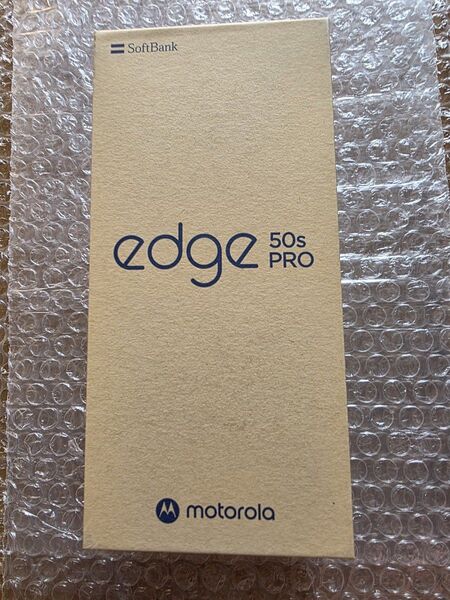 SoftBank
edge 50s
PRO
motorola